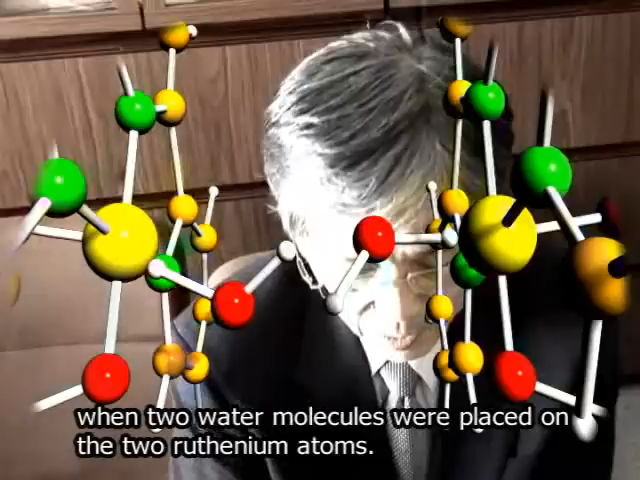 when two water molecules were placed on
the two ruthenium atoms.